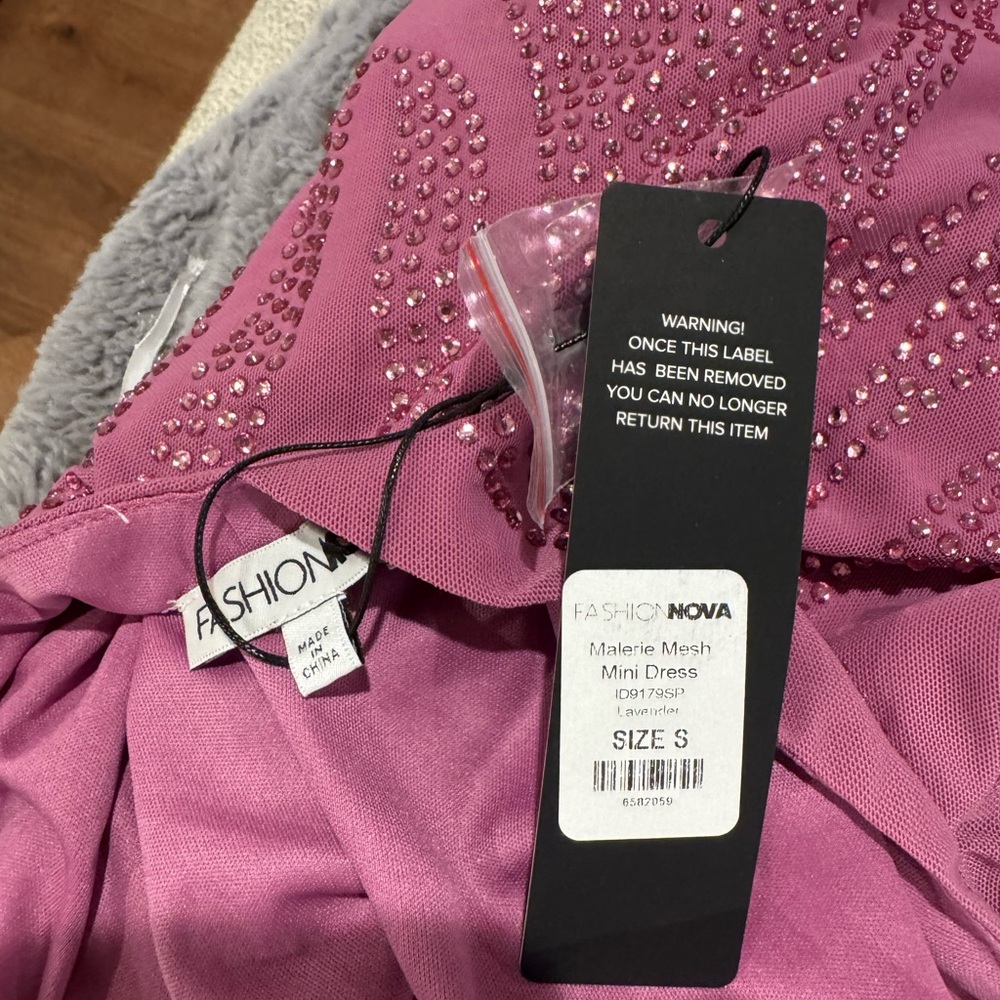 WARNING!
ONCE THIS LABEL
HAS BEEN REMOVED
YOU CAN NO LONGER
RETURN THIS ITEM
FASHIONNOVA
Malerie Mesh
Mini Dress
ID9179SP
Lavender
SIZE S
6582059
FASHIONN
MADE
IN
CHINA